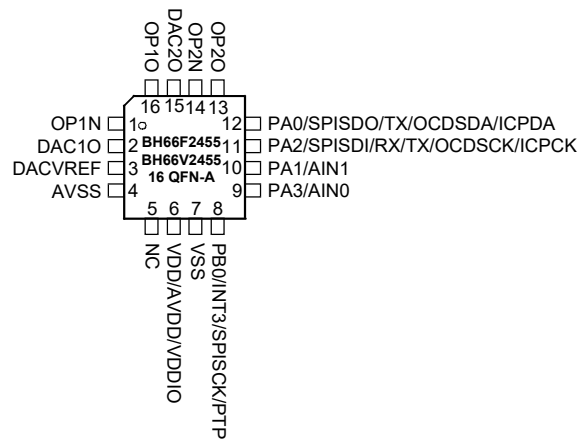 OP1O
DAC2O
OP2N
OP2O
16 15 14 13
OP1N 1 12 PA0/SPISDO/TX/OCDSDA/ICPDA
DAC1O 2 BH66F2455 11 PA2/SPISDI/RX/TX/OCDSCK/ICPCK
DACVREF 3 BH66V2455 10 PA1/AIN1
AVSS 4 16 QFN-A 9 PA3/AIN0
5 6 7 8
NC
VDD/AVDD/VDDIO
VSS
PB0/INT3/SPISCK/PTP